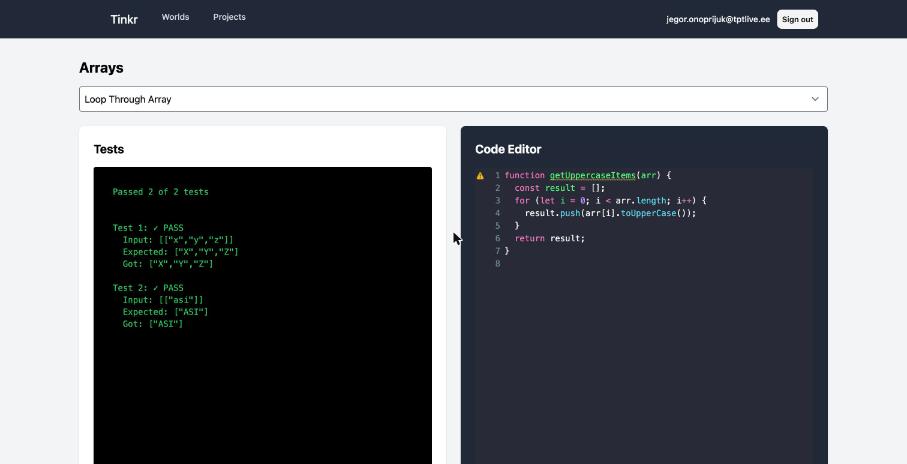 Tinkr Worlds Projects jegor.onoprijuk@tptlive.ee Sign out
Arrays
Loop Through Array
Tests
Passed 2 of 2 tests
Test 1: ✓ PASS
Input: [["x","y","z"]]
Expected: ["X","Y","Z"]
Got: ["X","Y","Z"]
Test 2: ✓ PASS
Input: [["asi"]]
Expected: ["ASI"]
Got: ["ASI"]
Code Editor
1 function getUppercaseItems(arr) {
2 const result = [];
3 for (let i = 0; i < arr.length; i++) {
4 result.push(arr[i].toUpperCase());
5 }
6 return result;
7 }
8